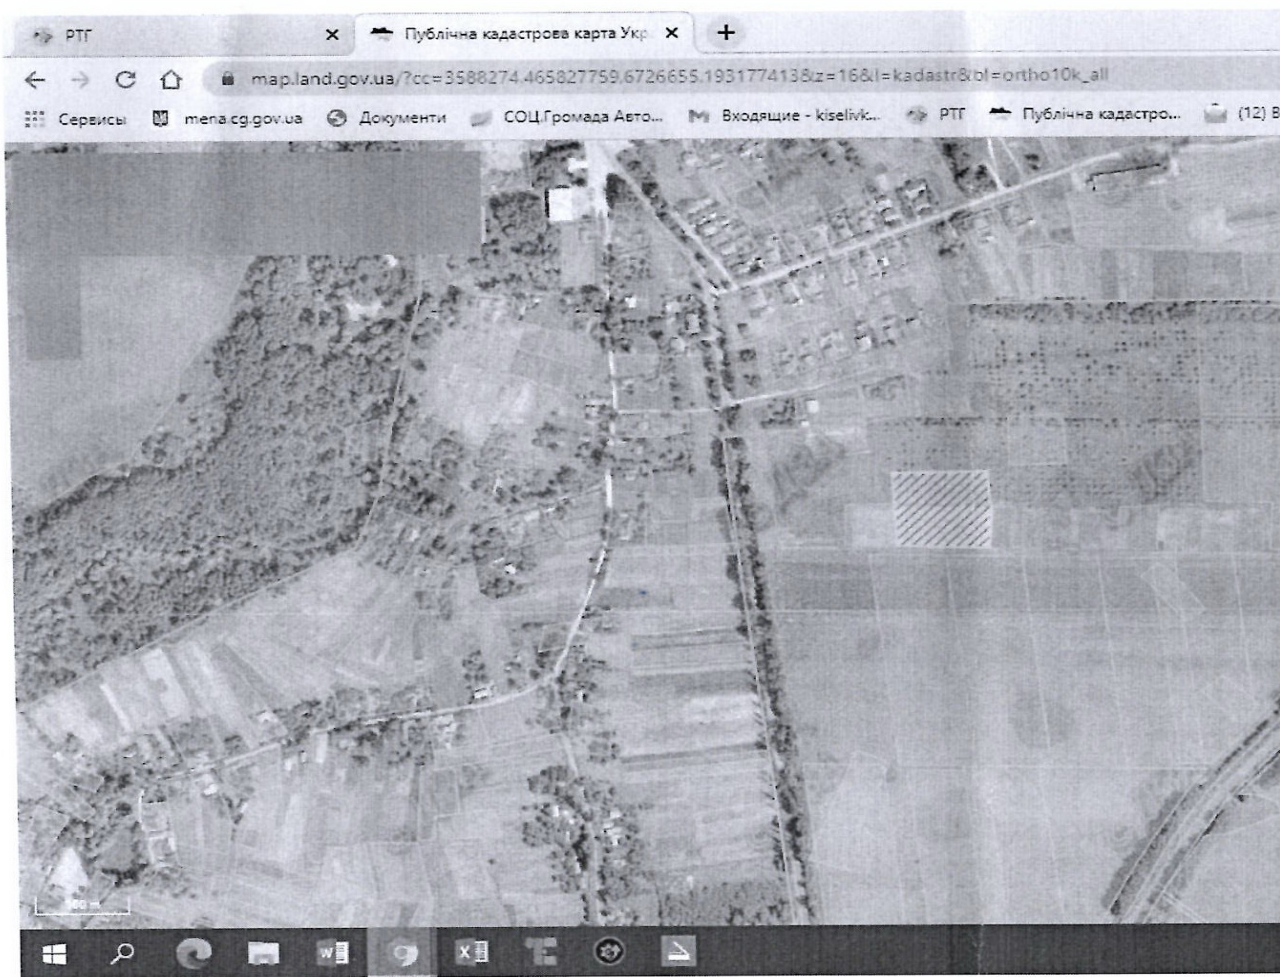 РТГ
Публічна кадастрова карта Укр
map.land.gov.ua/?cc=3588274.465827759,6726655.193177413&z=16&l=kadastr&bl=ortho10k_all
Сервисы mena.cg.gov.ua Документи СОЦ.Громада Авто... Входящие - kiselivk... РТГ Публічна кадастро... (12) В